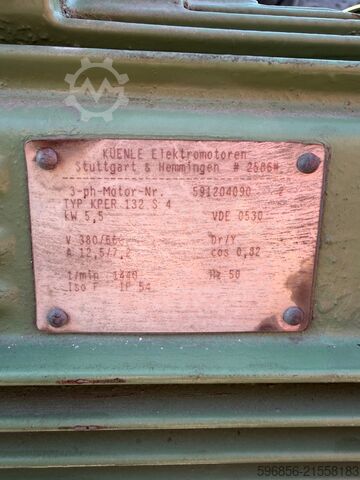 KUENLE Elektromotoren
Stuttgart & Hemmingen # 2506#
3-ph-Motor-Nr. 591204090 2
TYP KPER 132 S 4
kW 5,5 VDE 0530
V 380/660 Dr/Y
A 12,5/7,2 cos 0,82
1/min 1440 Hz 50
Iso F IP 54
596856-21558183